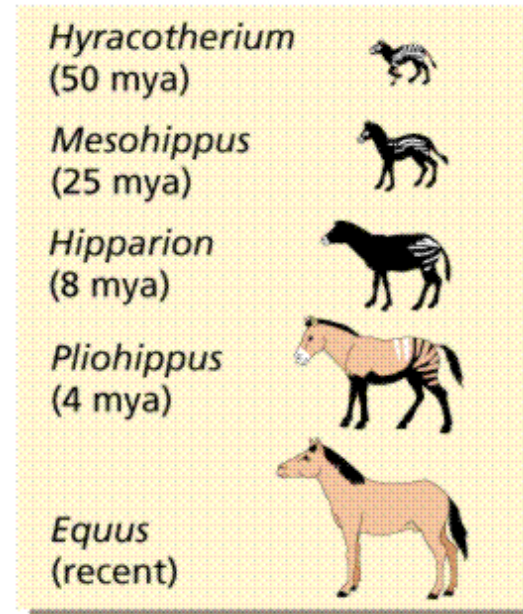 Hyracotherium
(50 mya)
Mesohippus
(25 mya)
Hipparion
(8 mya)
Pliohippus
(4 mya)
Equus
(recent)